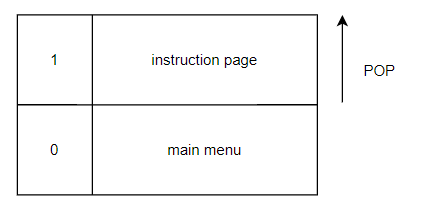 1 instruction page
POP
0 main menu